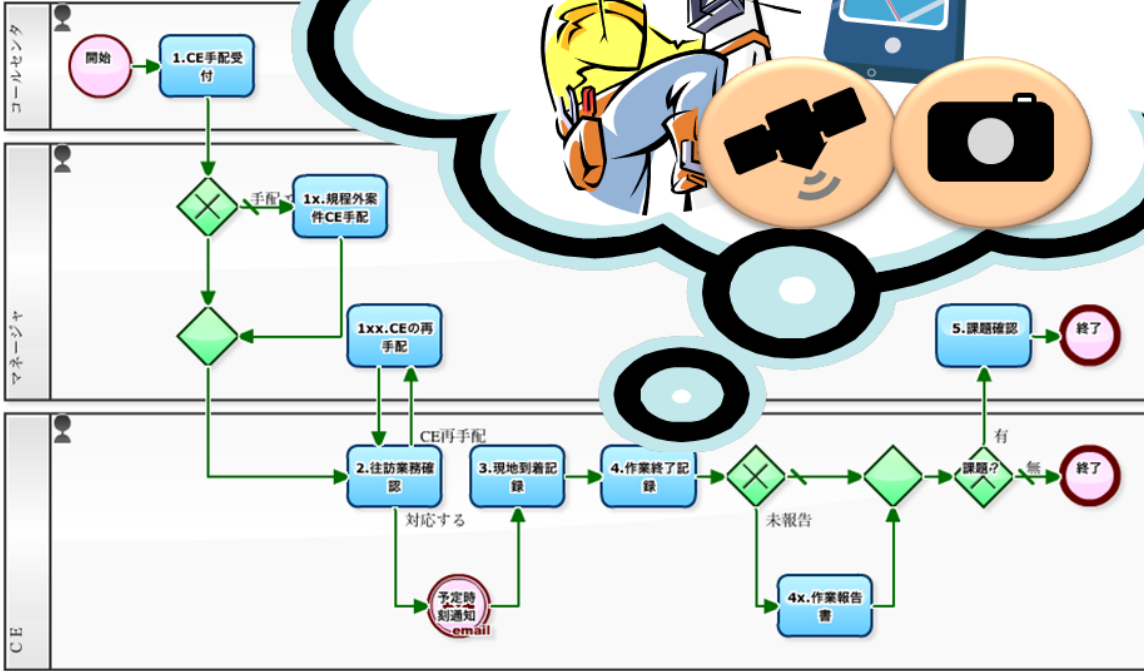 コールセンタ
開始
1.CE手配受
付
マネージャ
手配
1x.規程外案
件CE手配
1xx.CEの再
手配
5.課題確認
終了
CE
CE再手配
有
2.往訪業務確
認
3.現地到着記
録
4.作業終了記
録
課題?
無
終了
対応する
未報告
予定時
刻通知
email
4x.作業報告
書